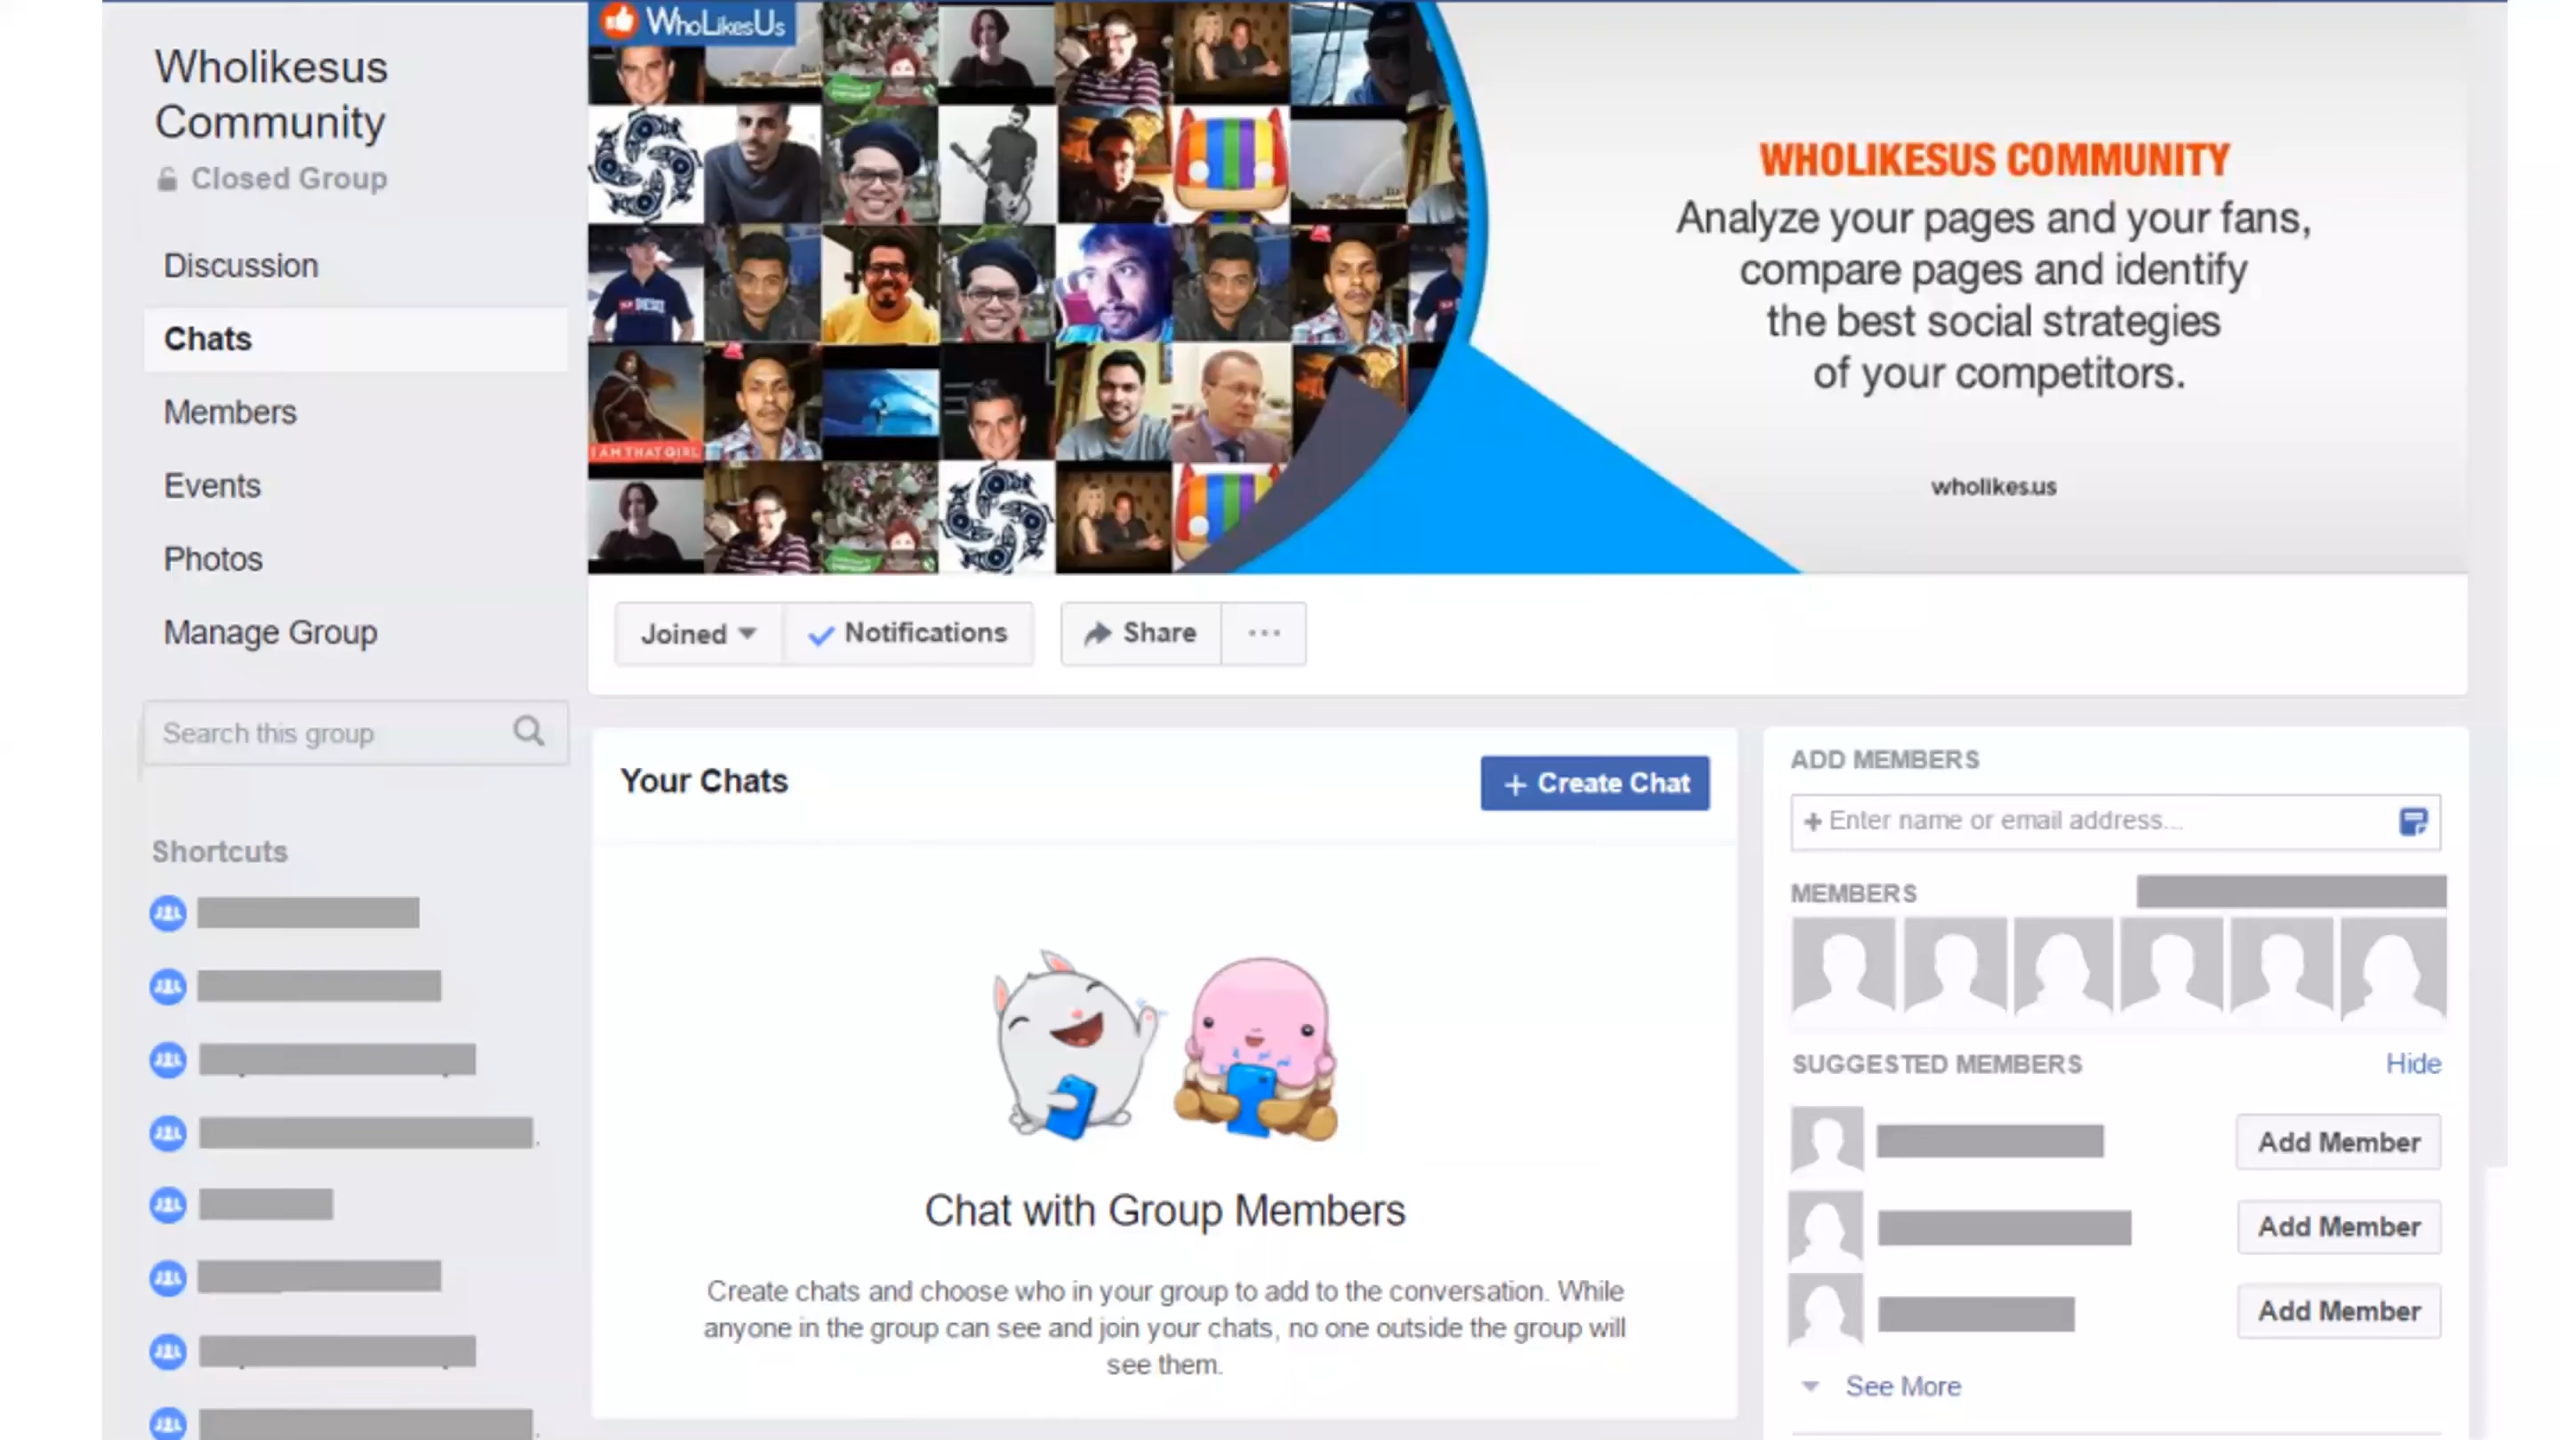 Wholikesus
Community
Closed Group
Discussion
Chats
Members
Events
Photos
Manage Group
Search this group
Shortcuts
WHOLIKESUS
I AM THAT GIRL
DIESEL
WHOLIKESUS COMMUNITY
Analyze your pages and your fans,
compare pages and identify
the best social strategies
of your competitors.
wholikes.us
Joined
Notifications
Share
Your Chats
+ Create Chat
Chat with Group Members
Create chats and choose who in your group to add to the conversation. While
anyone in the group can see and join your chats, no one outside the group will
see them.
ADD MEMBERS
+ Enter name or email address...
MEMBERS
SUGGESTED MEMBERS
Hide
Add Member
Add Member
Add Member
See More